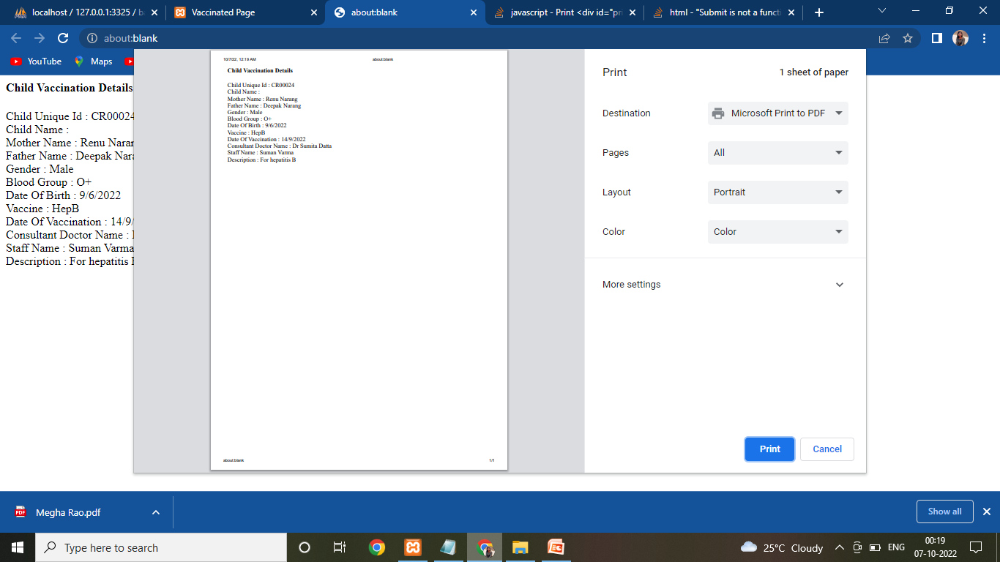 localhost / 127.0.0.1:3325 / b
Vaccinated Page
about:blank
javascript - Print <div id="pri
html - "Submit is not a functi
about:blank
YouTube
Maps
Child Vaccination Details
Child Unique Id : CR00024
Child Name :
Mother Name : Renu Naran
Father Name : Deepak Nara
Gender : Male
Blood Group : O+
Date Of Birth : 9/6/2022
Vaccine : HepB
Date Of Vaccination : 14/9/
Consultant Doctor Name :
Staff Name : Suman Varma
Description : For hepatitis
10/7/22, 12:19 AM
about:blank
Child Vaccination Details
Child Unique Id : CR00024
Child Name :
Mother Name : Renu Narang
Father Name : Deepak Narang
Gender : Male
Blood Group : O+
Date Of Birth : 9/6/2022
Vaccine : HepB
Date Of Vaccination : 14/9/2022
Consultant Doctor Name : Dr Sumita Datta
Staff Name : Suman Varma
Description : For hepatitis B
about:blank
1/1
Print
1 sheet of paper
Destination
Microsoft Print to PDF
Pages
All
Layout
Portrait
Color
Color
More settings
Print
Cancel
PDF
Megha Rao.pdf
Show all
Type here to search
25°C Cloudy
ENG
00:19
07-10-2022